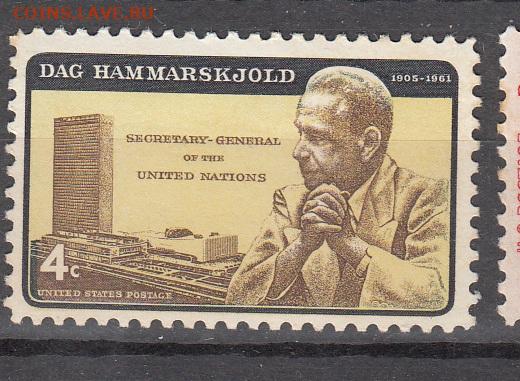 COINS.LAVE.RU
DAG HAMMARSKJOLD
1905-1961
SECRETARY-GENERAL
OF THE
UNITED NATIONS
4c
UNITED STATES POSTAGE